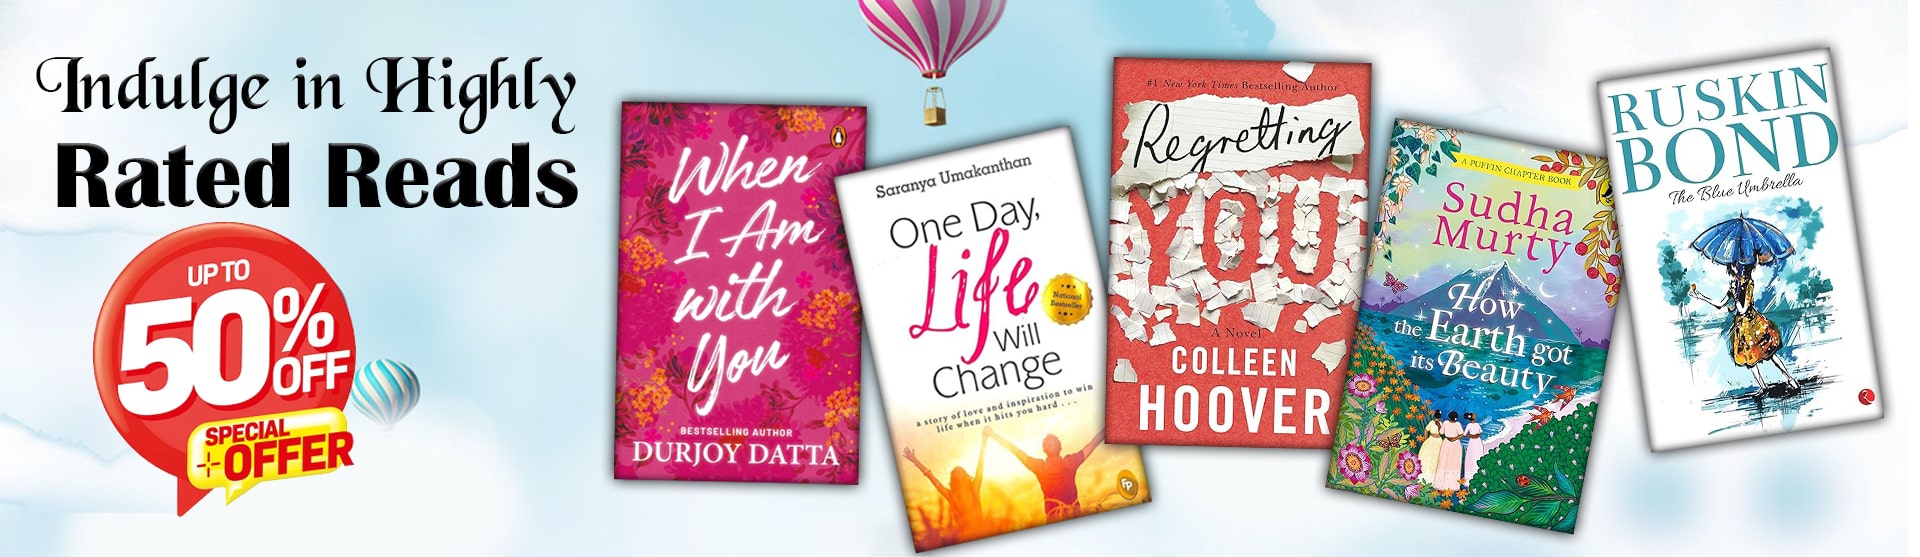 Indulge in Highly
Rated Reads
UP TO
50%
OFF
SPECIAL
OFFER
When
I Am
with
You
BESTSELLING AUTHOR
DURJOY DATTA
Saranya Umakanthan
One Day,
Life
Will
Change
National
Bestseller
a story of love and inspiration to win
life when it hits you hard . . .
FP
#1 New York Times Bestselling Author
Regretting
YOU
A Novel
COLLEEN
HOOVER
A PUFFIN CHAPTER BOOK
Sudha
Murty
How
the Earth got
its Beauty
RUSKIN
BOND
The Blue Umbrella